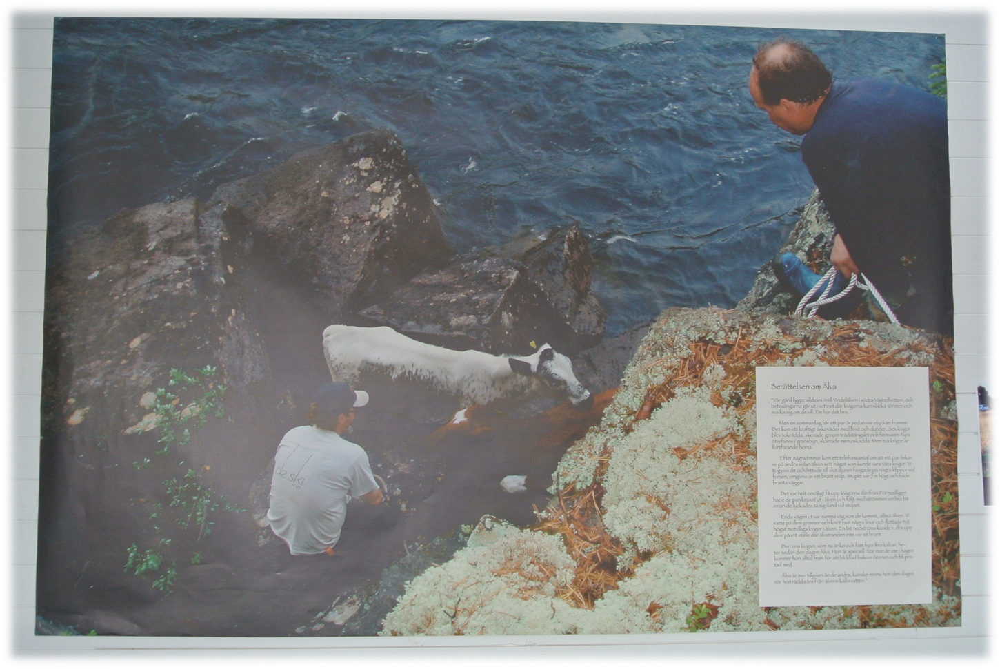 Berättelsen om Älva
"Vår gård ligger alldeles intill Vindelälven i södra Västerbotten, och
betesängarna går ut i vattnet där kvigorna kan släcka törsten och
svalka sig om de vill. De har det bra.
Men en sommardag för ett par år sedan var olyckan framme.
Det kom ett kraftigt åskoväder med blixt och dunder. Sex kvigor
blev tokrädda, skenade genom trådstängslet och försvann. Fyra
återfanns i grannbyn, skärrade men oskadda. Men två kvigor är
fortfarande borta.
Efter några timmar kom ett telefonsamtal om att ett par fiska-
re på andra sidan älven sett något som kunde vara våra kvigor. Vi
tog oss dit och hittade till slut djuren fångade på några klippor vid
forsen, omgivna av ett brant stup. Stupet var 5 m högt och hade
branta väggar.
Det var helt omöjligt få upp kvigorna därifrån. Förmodligen
hade de panikrusat ut i älven och följt med strömmen en bra bit
innan de lyckades ta sig iland vid stupet.
Enda vägen ut var samma väg som de kommit, alltså älven. Vi
satte på dem grimmor och knöt fast några linor och flottade två
högst motvilliga kvigor i älven. En bit nedströms kunde vi dra upp
dem på ett ställe där älvstranden inte var så brant.
Den ena kvigan, som nu är ko och fått fyra fina kalvar, he-
ter sedan den dagen Älva. Hon är speciell. När man är ute i hagen
kommer hon alltid fram för att bli kliad bakom öronen och bli pra-
tad med.
Älva är mer tillgiven än de andra, kanske minns hon den dagen
när hon räddades från älvens kalla vatten."